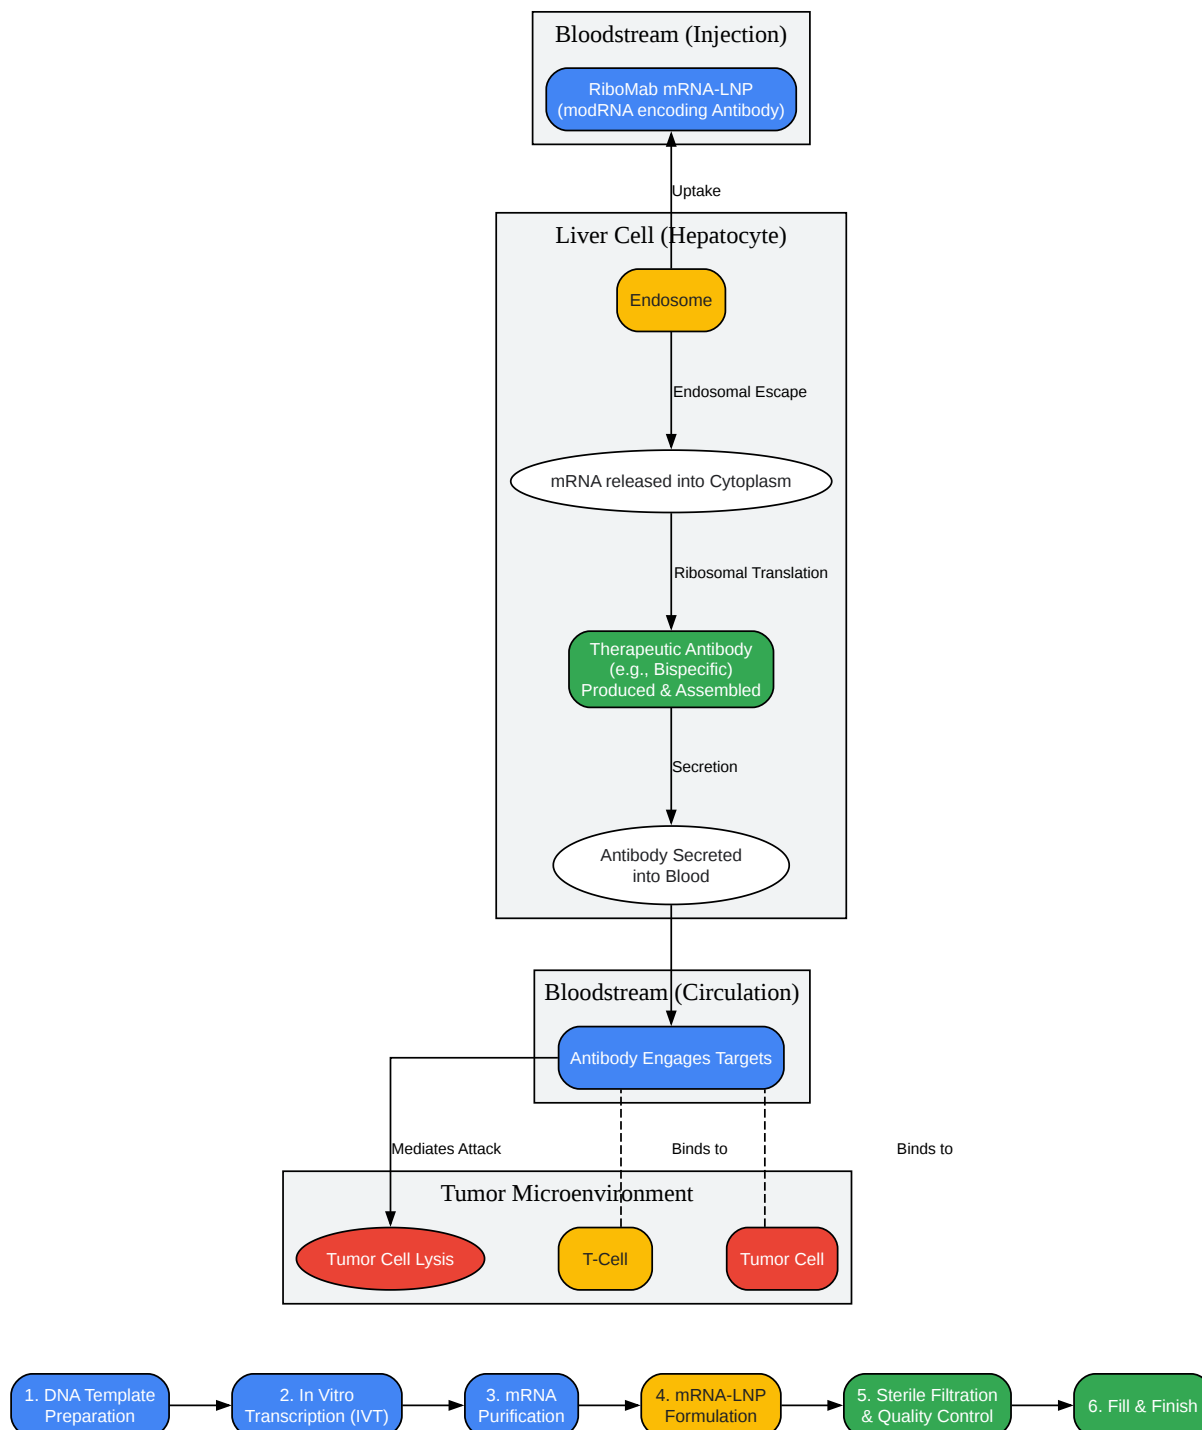 Bloodstream (Injection)
RiboMab mRNA-LNP
(modRNA encoding Antibody)
Uptake
Liver Cell (Hepatocyte)
Endosome
Endosomal Escape
mRNA released into Cytoplasm
Ribosomal Translation
Therapeutic Antibody
(e.g., Bispecific)
Produced & Assembled
Secretion
Antibody Secreted
into Blood
Bloodstream (Circulation)
Antibody Engages Targets
Mediates Attack
Binds to
Binds to
Tumor Microenvironment
Tumor Cell Lysis
T-Cell
Tumor Cell
1. DNA Template
Preparation
2. In Vitro
Transcription (IVT)
3. mRNA
Purification
4. mRNA-LNP
Formulation
5. Sterile Filtration
& Quality Control
6. Fill & Finish